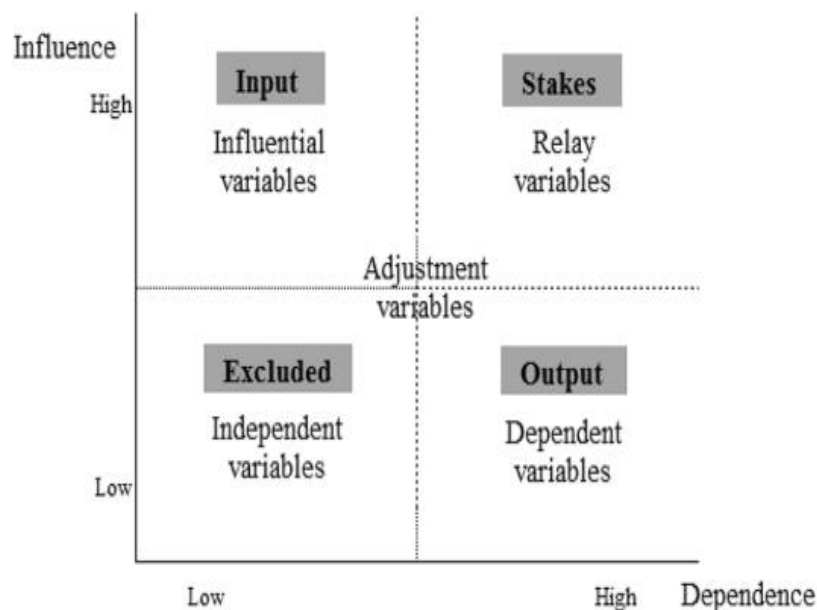 Influence
High
Input
Influential
variables
Stakes
Relay
variables
Adjustment
variables
Excluded
Independent
variables
Output
Dependent
variables
Low
Low
High
Dependence